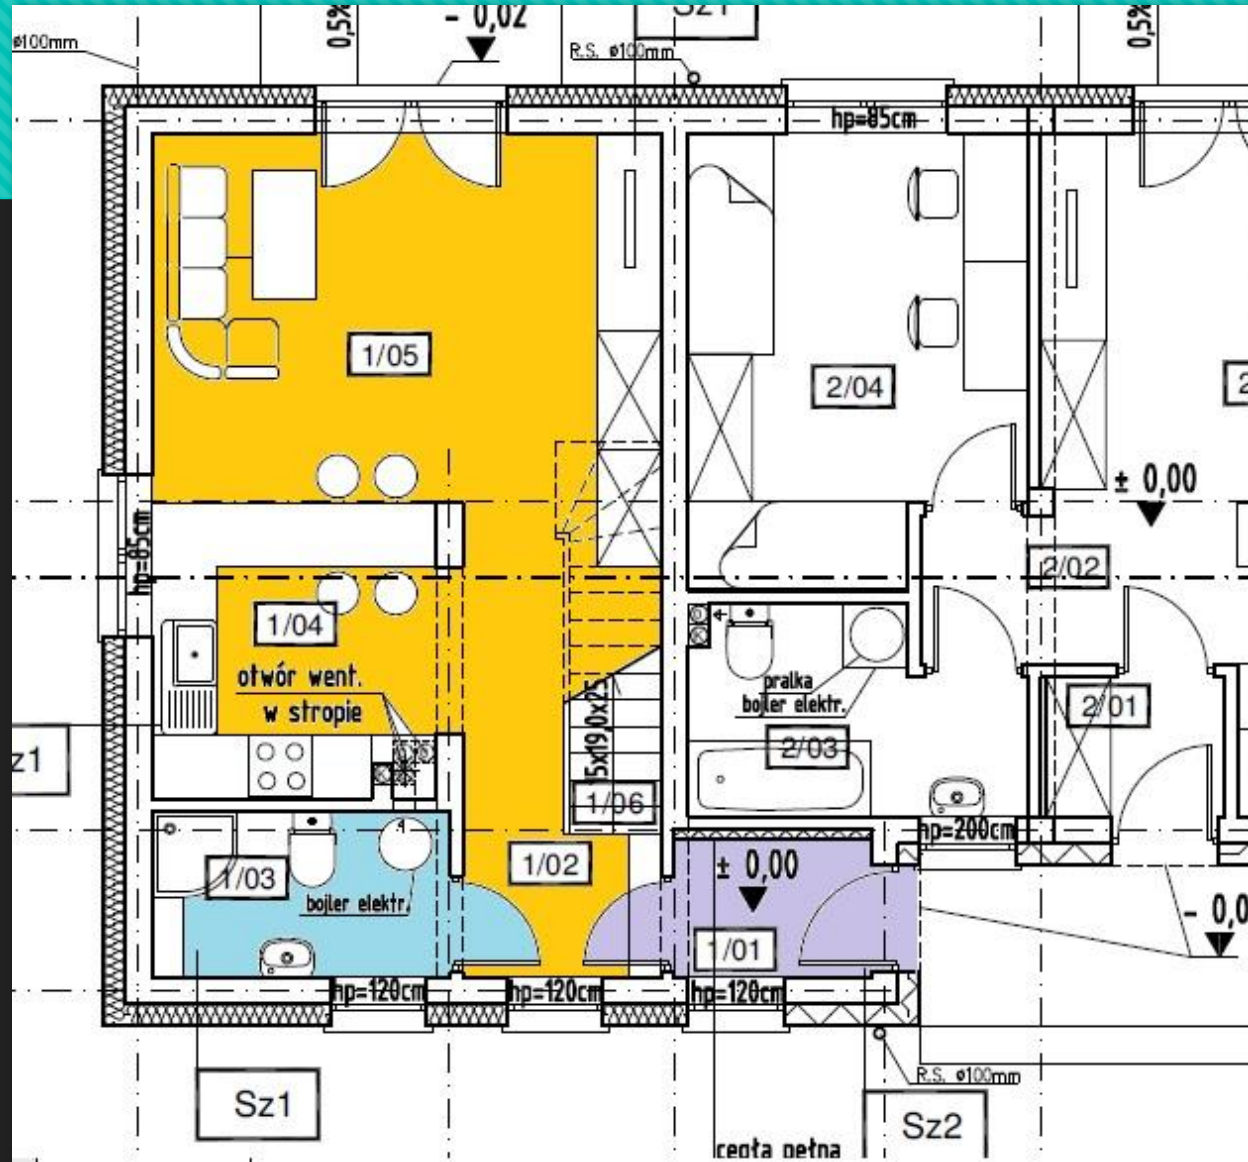 ø100mm
0,5%
- 0,02
R.S. ø100mm
Sz1
0,5%
hp=85cm
1/05
2/04
± 0,00
hp=85cm
2/02
1/04
otwór went.
w stropie
pralka
bojler elektr.
2/01
2/03
z1
15x19,0x25
1/06
hp=200cm
1/02
± 0,00
1/03
bojler elektr.
1/01
- 0,0
hp=120cm
hp=120cm
hp=120cm
R.S. ø100mm
Sz1
Sz2
cegła pełna